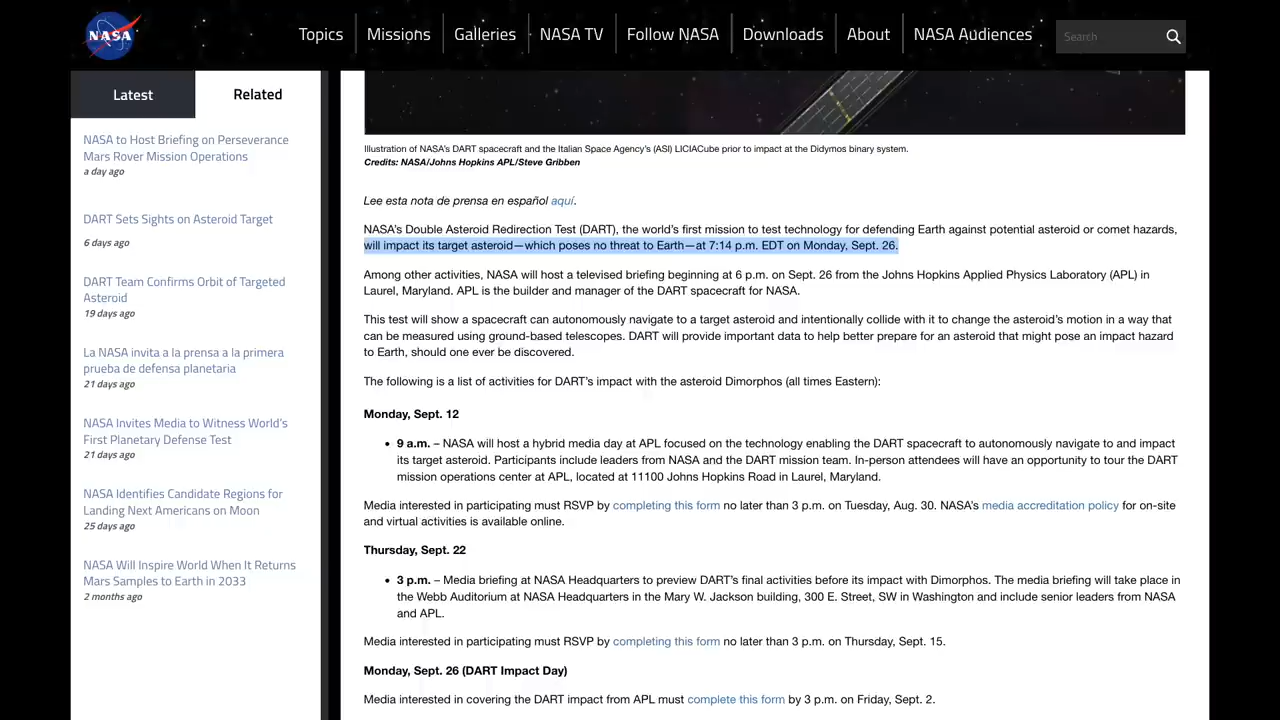 NASA
Topics
Missions
Galleries
NASA TV
Follow NASA
Downloads
About
NASA Audiences
Search
Latest
Related
NASA to Host Briefing on Perseverance
Mars Rover Mission Operations
a day ago
DART Sets Sights on Asteroid Target
6 days ago
DART Team Confirms Orbit of Targeted
Asteroid
19 days ago
La NASA invita a la prensa a la primera
prueba de defensa planetaria
21 days ago
NASA Invites Media to Witness World's
First Planetary Defense Test
21 days ago
NASA Identifies Candidate Regions for
Landing Next Americans on Moon
25 days ago
NASA Will Inspire World When It Returns
Mars Samples to Earth in 2033
2 months ago
Illustration of NASA's DART spacecraft and the Italian Space Agency's (ASI) LICIACube prior to impact at the Didymos binary system.
Credits: NASA/Johns Hopkins APL/Steve Gribben
Lee esta nota de prensa en español aquí.
NASA's Double Asteroid Redirection Test (DART), the world's first mission to test technology for defending Earth against potential asteroid or comet hazards,
will impact its target asteroid—which poses no threat to Earth—at 7:14 p.m. EDT on Monday, Sept. 26.
Among other activities, NASA will host a televised briefing beginning at 6 p.m. on Sept. 26 from the Johns Hopkins Applied Physics Laboratory (APL) in
Laurel, Maryland. APL is the builder and manager of the DART spacecraft for NASA.
This test will show a spacecraft can autonomously navigate to a target asteroid and intentionally collide with it to change the asteroid's motion in a way that
can be measured using ground-based telescopes. DART will provide important data to help better prepare for an asteroid that might pose an impact hazard
to Earth, should one ever be discovered.
The following is a list of activities for DART's impact with the asteroid Dimorphos (all times Eastern):
Monday, Sept. 12
• 9 a.m. – NASA will host a hybrid media day at APL focused on the technology enabling the DART spacecraft to autonomously navigate to and impact
its target asteroid. Participants include leaders from NASA and the DART mission team. In-person attendees will have an opportunity to tour the DART
mission operations center at APL, located at 11100 Johns Hopkins Road in Laurel, Maryland.
Media interested in participating must RSVP by completing this form no later than 3 p.m. on Tuesday, Aug. 30. NASA's media accreditation policy for on-site
and virtual activities is available online.
Thursday, Sept. 22
• 3 p.m. – Media briefing at NASA Headquarters to preview DART's final activities before its impact with Dimorphos. The media briefing will take place in
the Webb Auditorium at NASA Headquarters in the Mary W. Jackson building, 300 E. Street, SW in Washington and include senior leaders from NASA
and APL.
Media interested in participating must RSVP by completing this form no later than 3 p.m. on Thursday, Sept. 15.
Monday, Sept. 26 (DART Impact Day)
Media interested in covering the DART impact from APL must complete this form by 3 p.m. on Friday, Sept. 2.